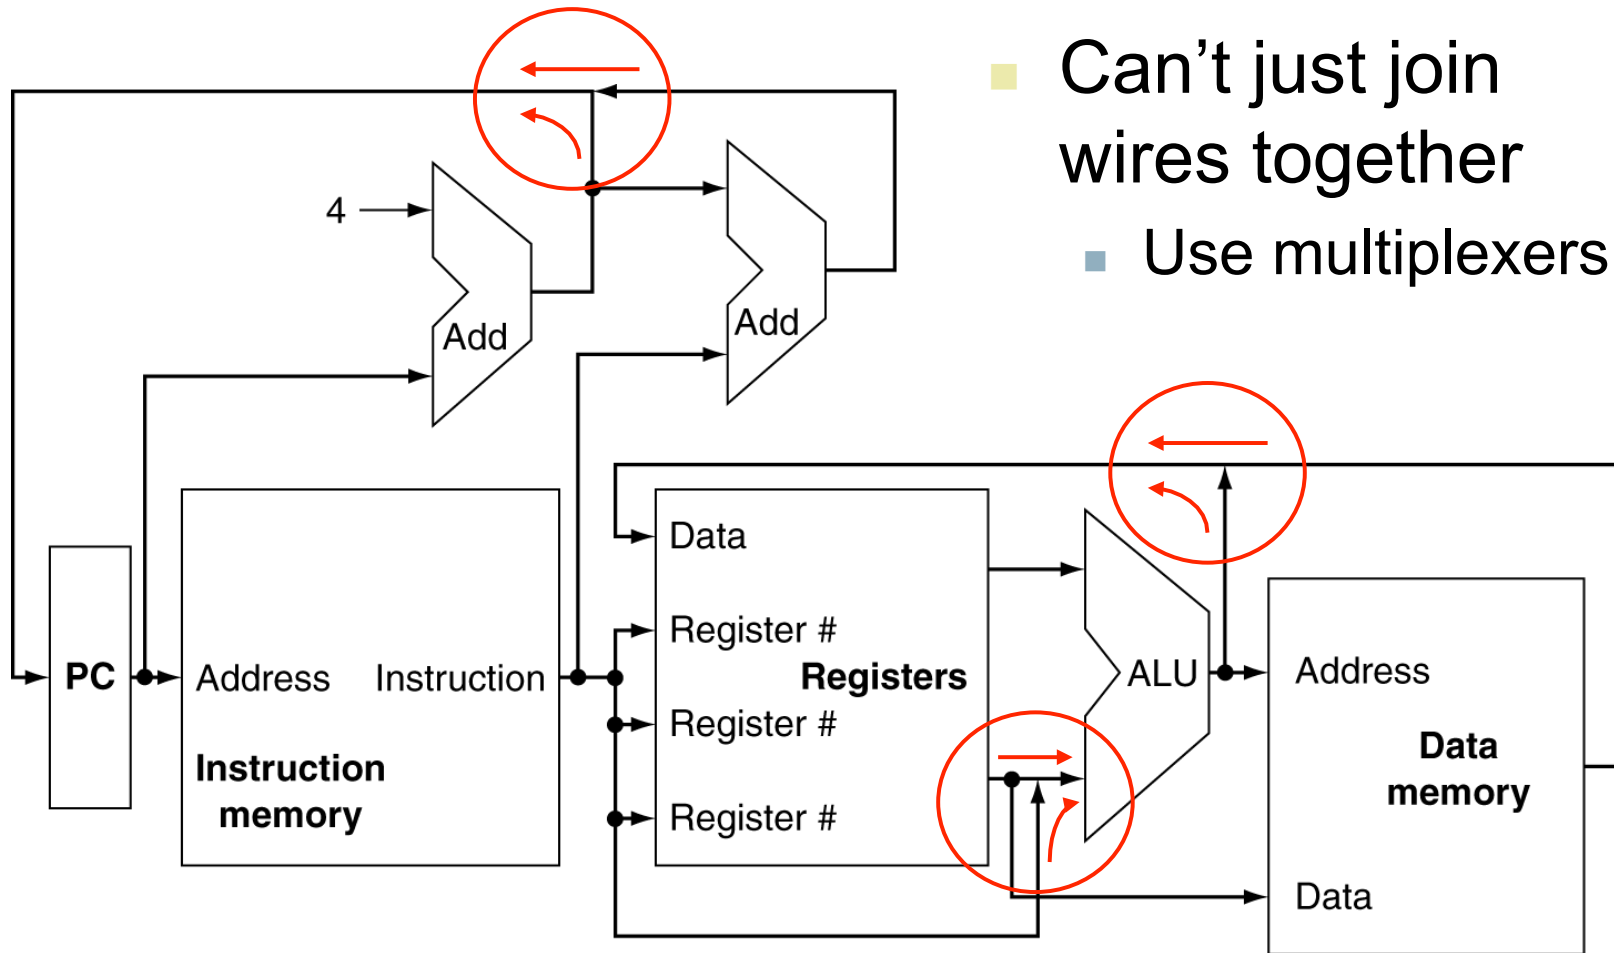 Can’t just join
wires together
Use multiplexers
4
Add
Add
Data
Register #
PC
Address
Instruction
Registers
ALU
Address
Register #
Instruction
memory
Data
memory
Register #
Data